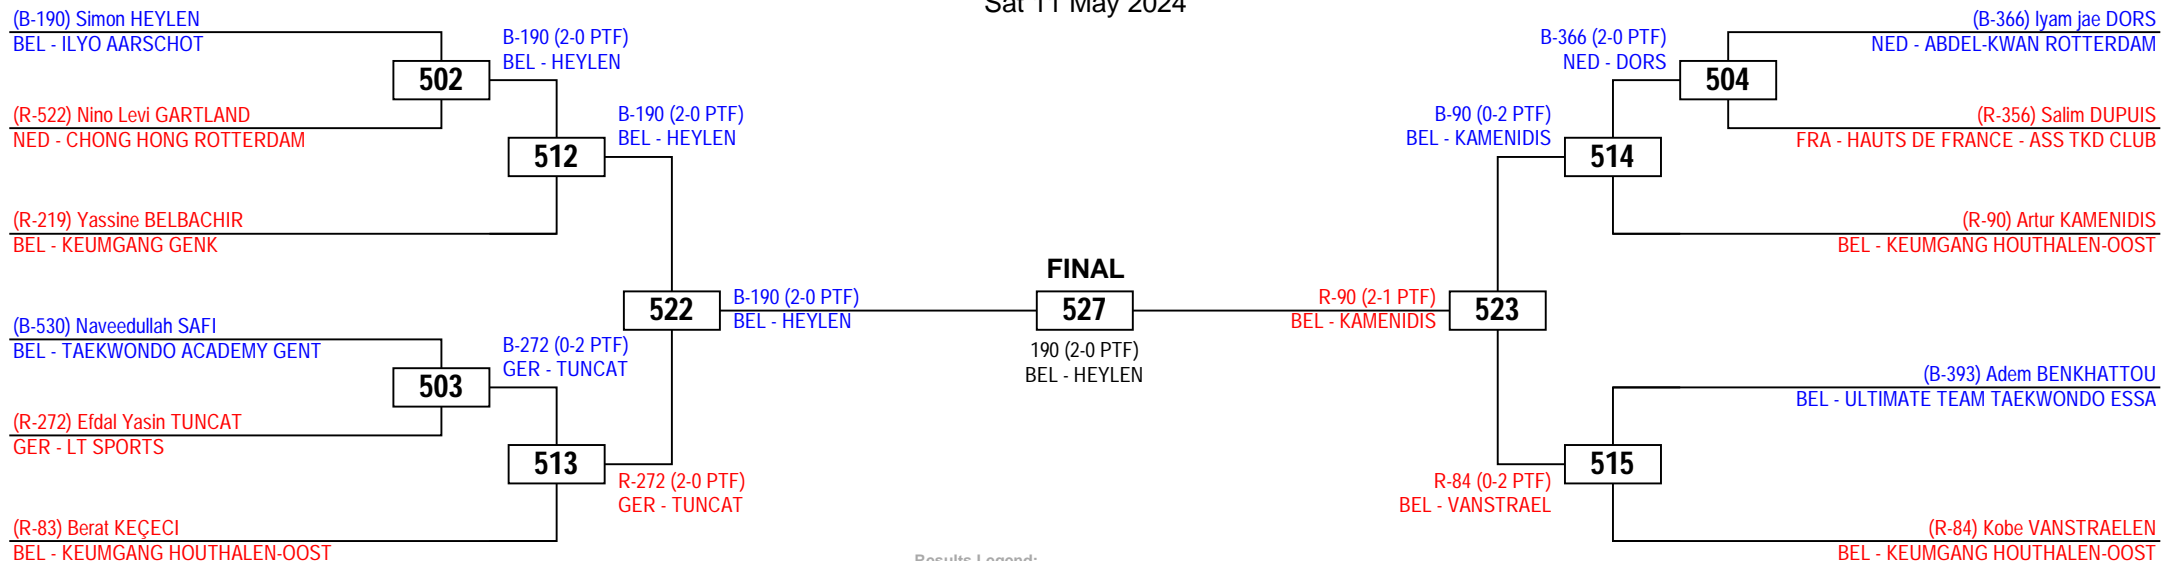 Sat 11 May 2024
(B-190) Simon HEYLEN
BEL - ILYO AARSCHOT
B-190 (2-0 PTF)
BEL - HEYLEN
502
(R-522) Nino Levi GARTLAND
NED - CHONG HONG ROTTERDAM
B-190 (2-0 PTF)
BEL - HEYLEN
512
(R-219) Yassine BELBACHIR
BEL - KEUMGANG GENK
522
B-190 (2-0 PTF)
BEL - HEYLEN
(B-530) Naveedullah SAFI
BEL - TAEKWONDO ACADEMY GENT
B-272 (0-2 PTF)
GER - TUNCAT
503
(R-272) Efdal Yasin TUNCAT
GER - LT SPORTS
513
R-272 (2-0 PTF)
GER - TUNCAT
(R-83) Berat KEÇECI
BEL - KEUMGANG HOUTHALEN-OOST
FINAL
527
190 (2-0 PTF)
BEL - HEYLEN
(B-366) Iyam jae DORS
NED - ABDEL-KWAN ROTTERDAM
B-366 (2-0 PTF)
NED - DORS
504
(R-356) Salim DUPUIS
FRA - HAUTS DE FRANCE - ASS TKD CLUB
B-90 (0-2 PTF)
BEL - KAMENIDIS
514
(R-90) Artur KAMENIDIS
BEL - KEUMGANG HOUTHALEN-OOST
R-90 (2-1 PTF)
BEL - KAMENIDIS
523
(B-393) Adem BENKHATTOU
BEL - ULTIMATE TEAM TAEKWONDO ESSA
515
R-84 (0-2 PTF)
BEL - VANSTRAEL
(R-84) Kobe VANSTRAELEN
BEL - KEUMGANG HOUTHALEN-OOST
Results Legend: